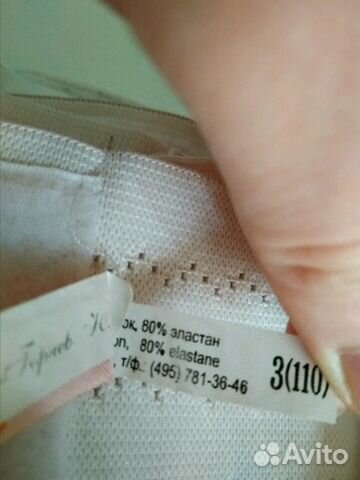 ок, 80% эластан
on, 80% elastane
, т/ф.: (495) 781-36-46
3(110)
Avito